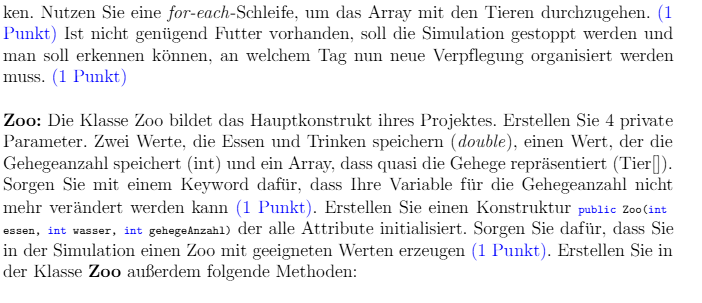 ken. Nutzen Sie eine for-each-Schleife, um das Array mit den Tieren durchzugehen. (1
Punkt) Ist nicht genügend Futter vorhanden, soll die Simulation gestoppt werden und
man soll erkennen können, an welchem Tag nun neue Verpflegung organisiert werden
muss. (1 Punkt)
Zoo: Die Klasse Zoo bildet das Hauptkonstrukt ihres Projektes. Erstellen Sie 4 private
Parameter. Zwei Werte, die Essen und Trinken speichern (double), einen Wert, der die
Gehegeanzahl speichert (int) und ein Array, dass quasi die Gehege repräsentiert (Tier[]).
Sorgen Sie mit einem Keyword dafür, dass Ihre Variable für die Gehegeanzahl nicht
mehr verändert werden kann (1 Punkt). Erstellen Sie einen Konstruktor public Zoo(int
essen, int wasser, int gehegeAnzahl) der alle Attribute initialisiert. Sorgen Sie dafür, dass Sie
in der Simulation einen Zoo mit geeigneten Werten erzeugen (1 Punkt). Erstellen Sie in
der Klasse Zoo außerdem folgende Methoden: